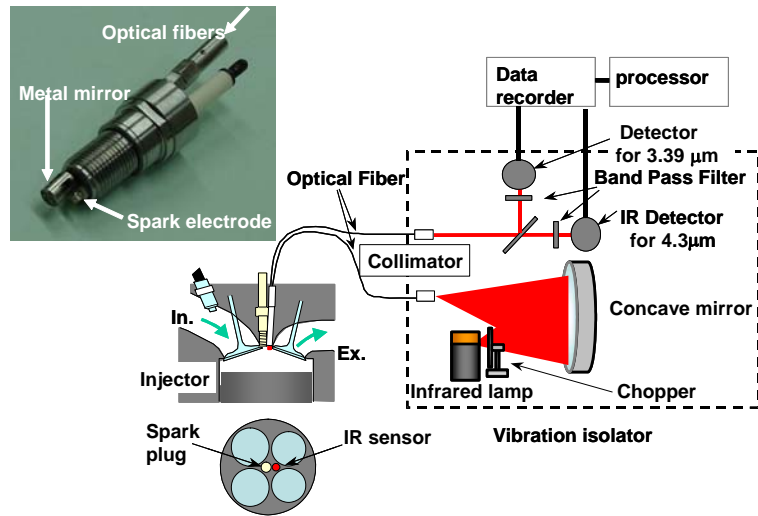 Optical fibers
Metal mirror
Spark electrode
Data
recorder
processor
Detector
for 3.39 μm
Band Pass Filter
Optical Fiber
IR Detector
for 4.3μm
Collimator
Concave mirror
In.
Ex.
Injector
Infrared lamp
Chopper
Spark
plug
IR sensor
Vibration isolator